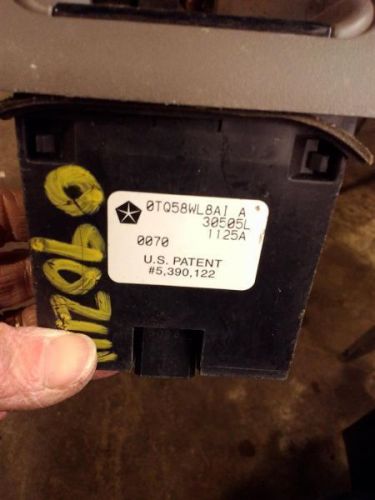 0TQ58WL8AI A
30505L
0070 1125A
U.S. PATENT
#5,390,122